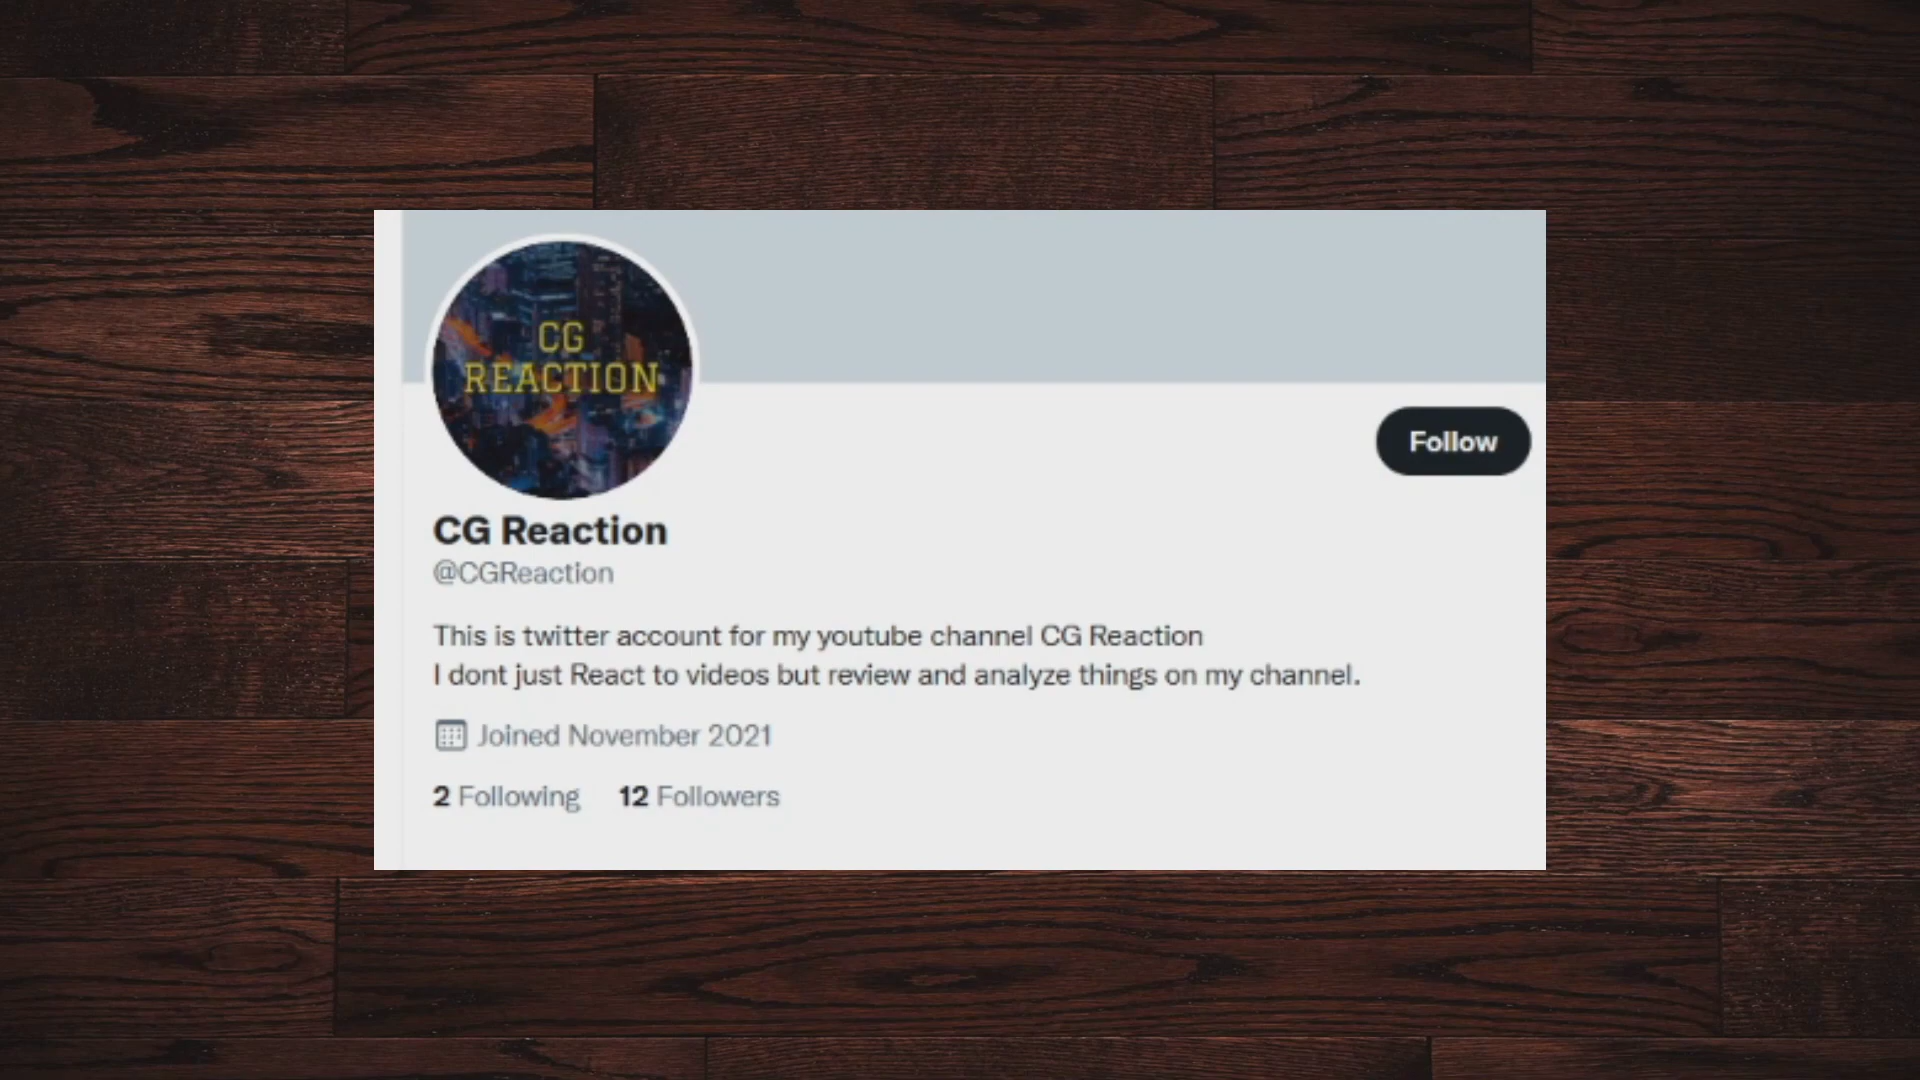 CG
REACTION
Follow
CG Reaction
@CGReaction
This is twitter account for my youtube channel CG Reaction
I dont just React to videos but review and analyze things on my channel.
Joined November 2021
2 Following 12 Followers